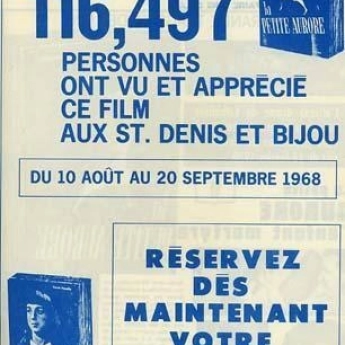 116,497
la
PETITE AURORE
PERSONNES
ONT VU ET APPRÉCIÉ
CE FILM
AUX ST. DENIS ET BIJOU
DU 10 AOÛT AU 20 SEPTEMBRE 1968
RÉSERVEZ
DÈS
MAINTENANT
VOTRE